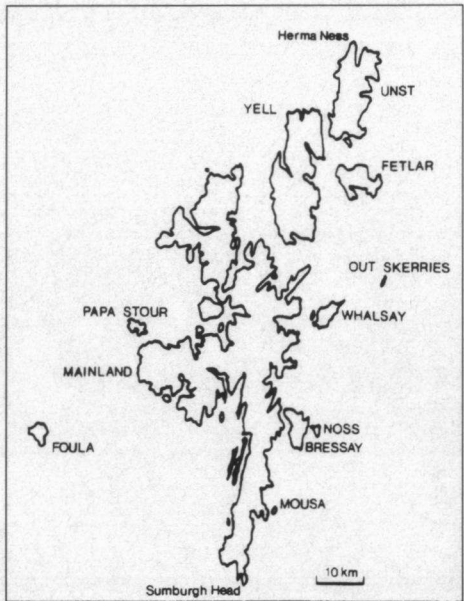 Herma Ness
UNST
YELL
FETLAR
OUT SKERRIES
PAPA STOUR
WHALSAY
MAINLAND
NOSS
FOULA
BRESSAY
MOUSA
10 km
Sumburgh Head